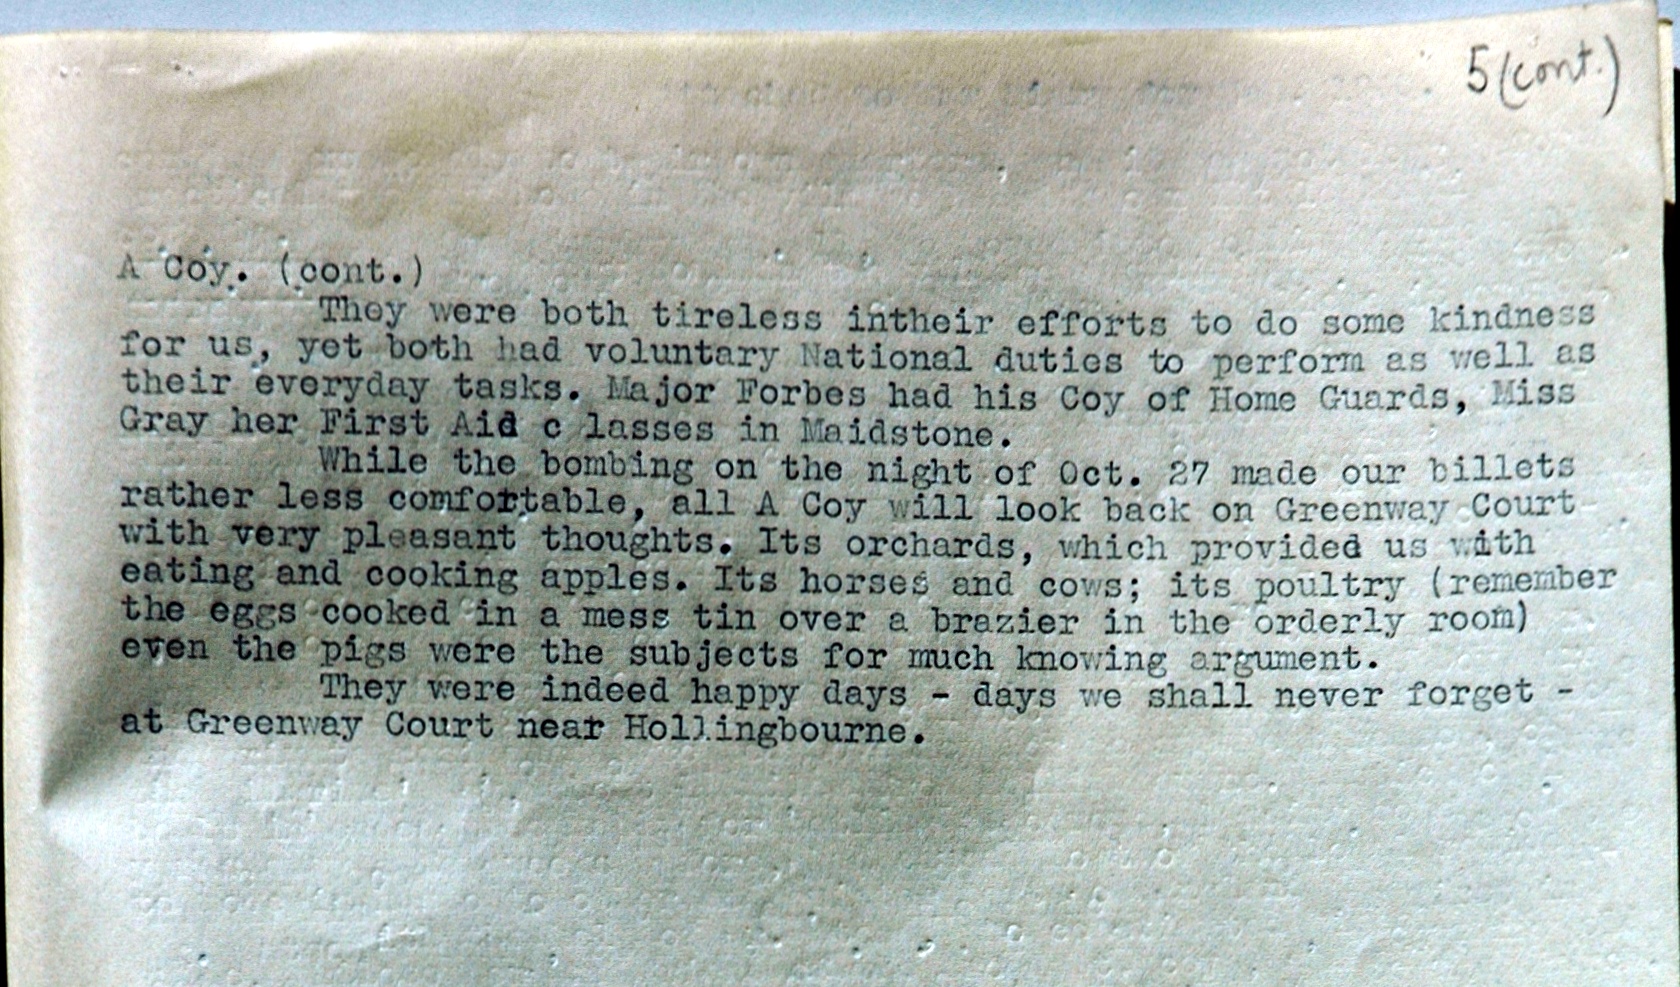 5 (cont.)
A Coy. (cont.)
They were both tireless intheir efforts to do some kindness
for us, yet both had voluntary National duties to perform as well as
their everyday tasks. Major Forbes had his Coy of Home Guards, Miss
Gray her First Aid c lasses in Maidstone.
While the bombing on the night of Oct. 27 made our billets
rather less comfortable, all A Coy will look back on Greenway Court
with very pleasant thoughts. Its orchards, which provided us with
eating and cooking apples. Its horses and cows; its poultry (remember
the eggs cooked in a mess tin over a brazier in the orderly room)
even the pigs were the subjects for much knowing argument.
They were indeed happy days - days we shall never forget -
at Greenway Court near Hollingbourne.